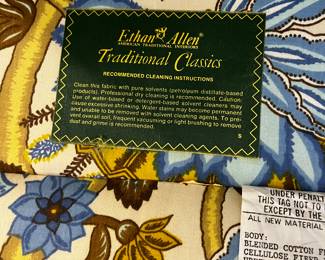 Ethan Allen
AMERICAN TRADITIONAL INTERIORS
Traditional Classics
RECOMMENDED CLEANING INSTRUCTIONS
Clean this fabric with pure solvents (petroleum distillate-based
products). Professional dry cleaning is recommended. Caution.
Use of water-based or detergent-based solvent cleaners may
cause excessive shrinking. Water stains may become permanent
and unable to be removed with solvent cleaning agents. To pre-
vent overall soil, frequent vacuuming or light brushing to remove
dust and grime is recommended.
S
UNDER PENALT
THIS TAG NOT TO
EXCEPT BY THE
ALL NEW MATERIAL
BODY:
BLENDED COTTON F
CELLULOSE FIBER